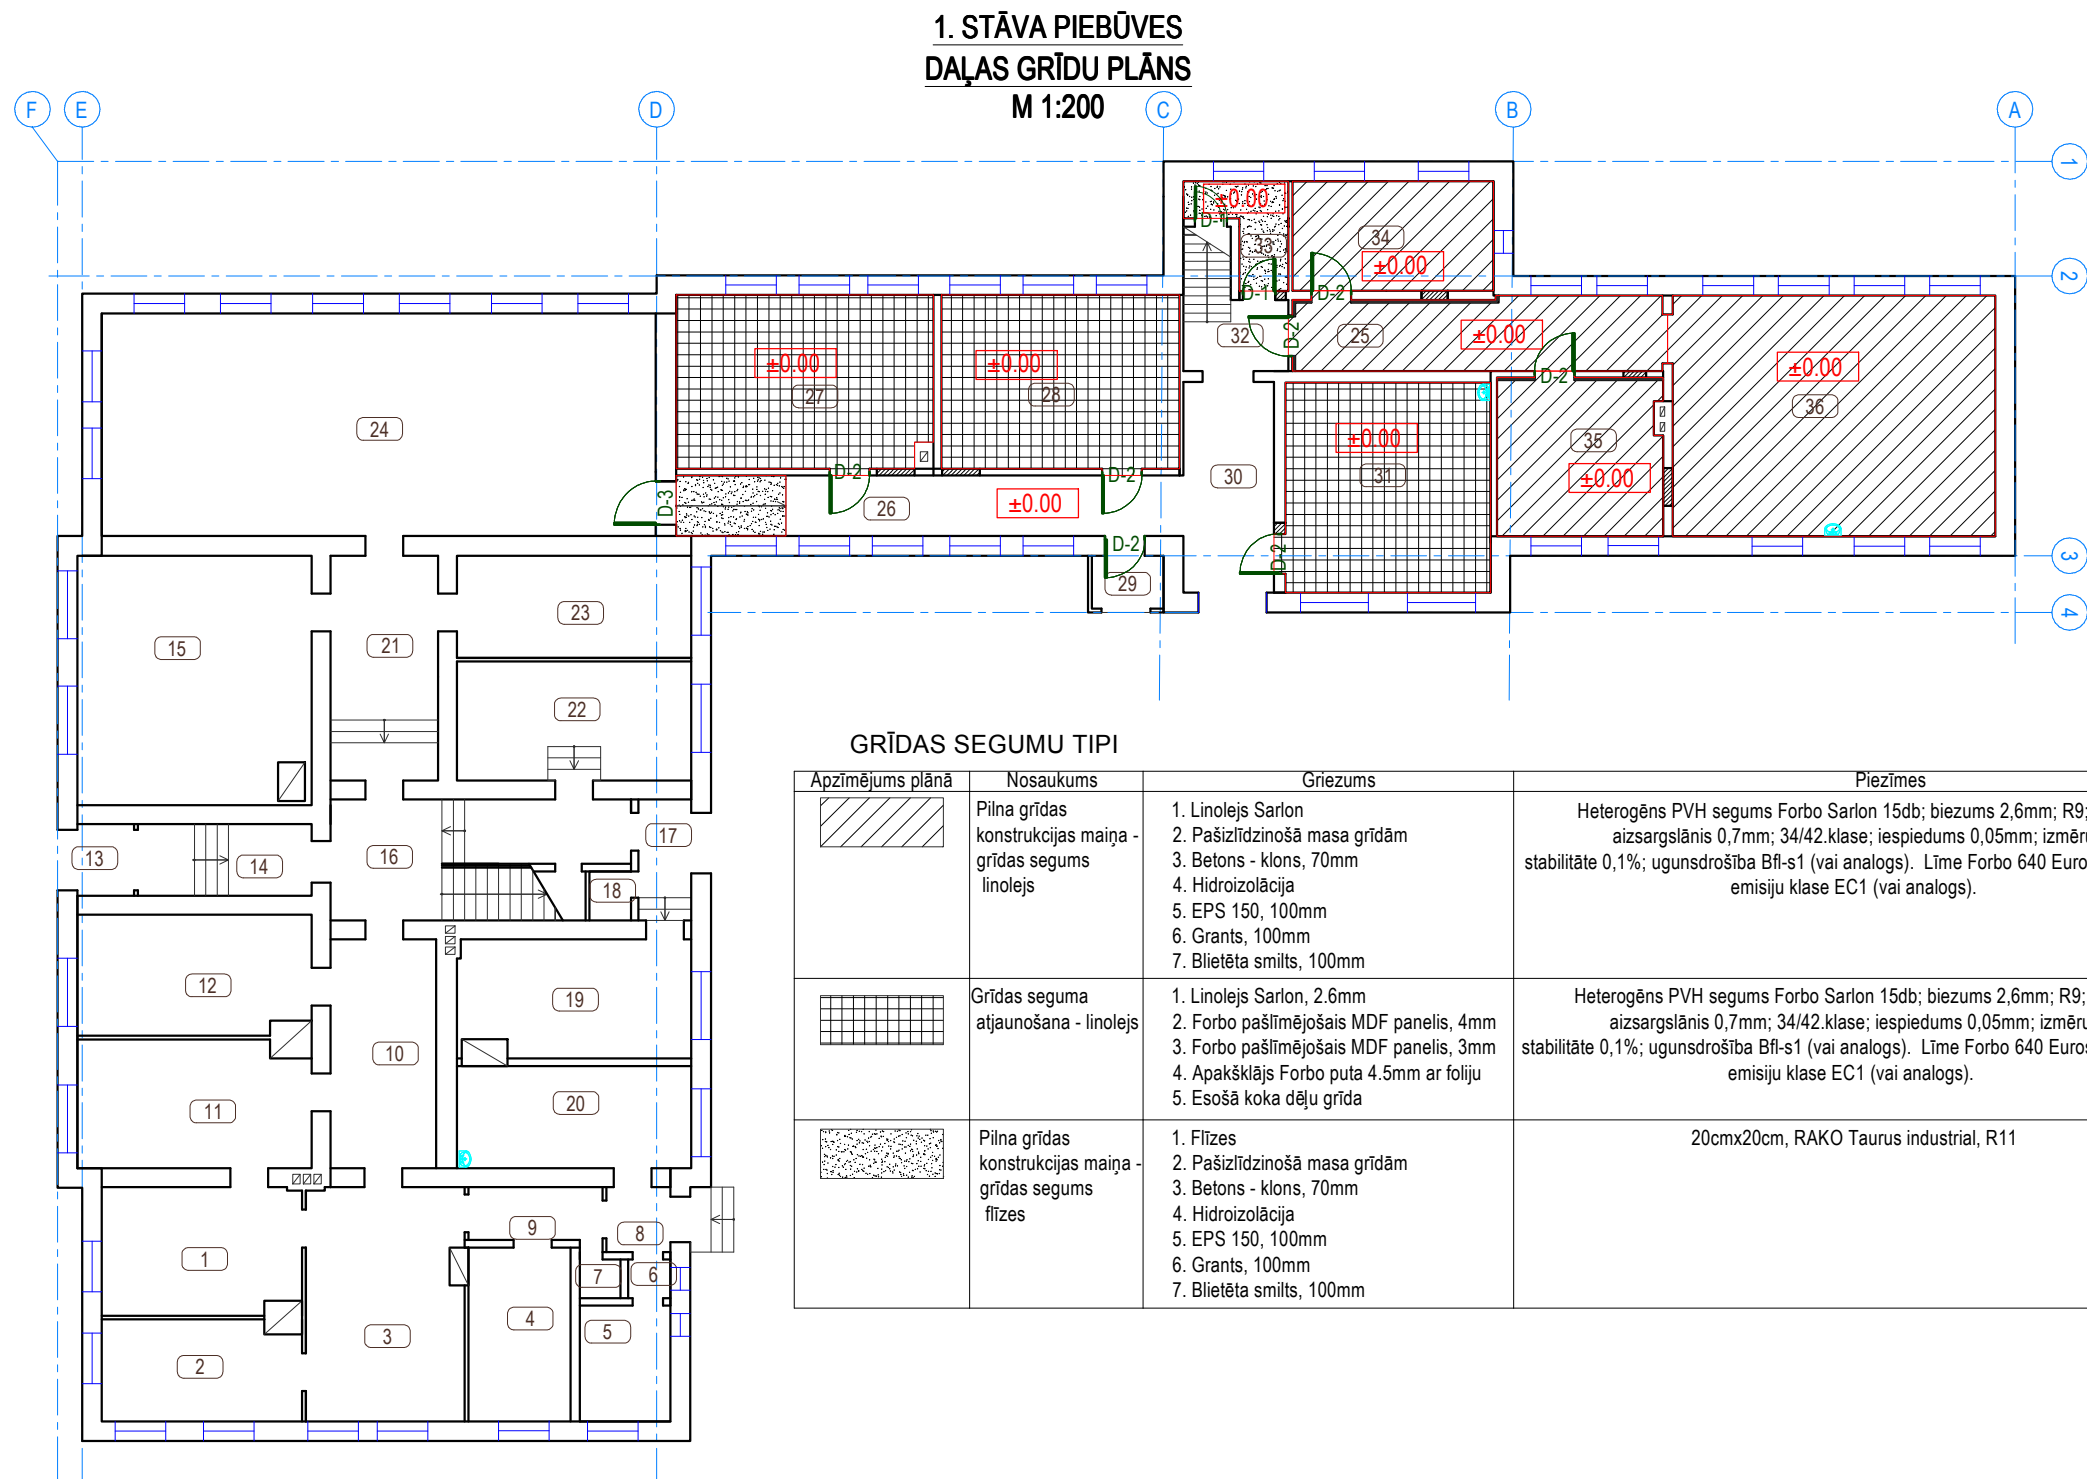 1. STĀVA PIEBŪVES
DAĻAS GRĪDU PLĀNS
M 1:200
F
E
D
C
B
A
1
2
3
4
±0.00
D-1
33
34
±0.00
D-1
D-2
32
D-2
25
±0.00
D-2
±0.00
36
±0.00
27
±0.00
28
±0.00
31
35
±0.00
24
D-3
D-2
26
±0.00
D-2
30
D-2
29
D-2
23
15
21
22
17
13
14
16
18
12
19
10
11
20
9
8
1
7
6
4
5
3
2
GRĪDAS SEGUMU TIPI
Apzīmējums plānā
Nosaukums
Griezums
Piezīmes
Pilna grīdas
konstrukcijas maiņa -
grīdas segums
linolejs
1. Linolejs Sarlon
2. Pašizlīdzinošā masa grīdām
3. Betons - klons, 70mm
4. Hidroizolācija
5. EPS 150, 100mm
6. Grants, 100mm
7. Blietēta smilts, 100mm
Heterogēns PVH segums Forbo Sarlon 15db; biezums 2,6mm; R9;
aizsargslānis 0,7mm; 34/42.klase; iespiedums 0,05mm; izmēru
stabilitāte 0,1%; ugunsdrošība Bfl-s1 (vai analogs). Līme Forbo 640 Euro
emisiju klase EC1 (vai analogs).
Grīdas seguma
atjaunošana - linolejs
1. Linolejs Sarlon, 2.6mm
2. Forbo pašlīmējošais MDF panelis, 4mm
3. Forbo pašlīmējošais MDF panelis, 3mm
4. Apakšklājs Forbo puta 4.5mm ar foliju
5. Esošā koka dēļu grīda
Heterogēns PVH segums Forbo Sarlon 15db; biezums 2,6mm; R9;
aizsargslānis 0,7mm; 34/42.klase; iespiedums 0,05mm; izmēru
stabilitāte 0,1%; ugunsdrošība Bfl-s1 (vai analogs). Līme Forbo 640 Euros
emisiju klase EC1 (vai analogs).
Pilna grīdas
konstrukcijas maiņa -
grīdas segums
flīzes
1. Flīzes
2. Pašizlīdzinošā masa grīdām
3. Betons - klons, 70mm
4. Hidroizolācija
5. EPS 150, 100mm
6. Grants, 100mm
7. Blietēta smilts, 100mm
20cmx20cm, RAKO Taurus industrial, R11